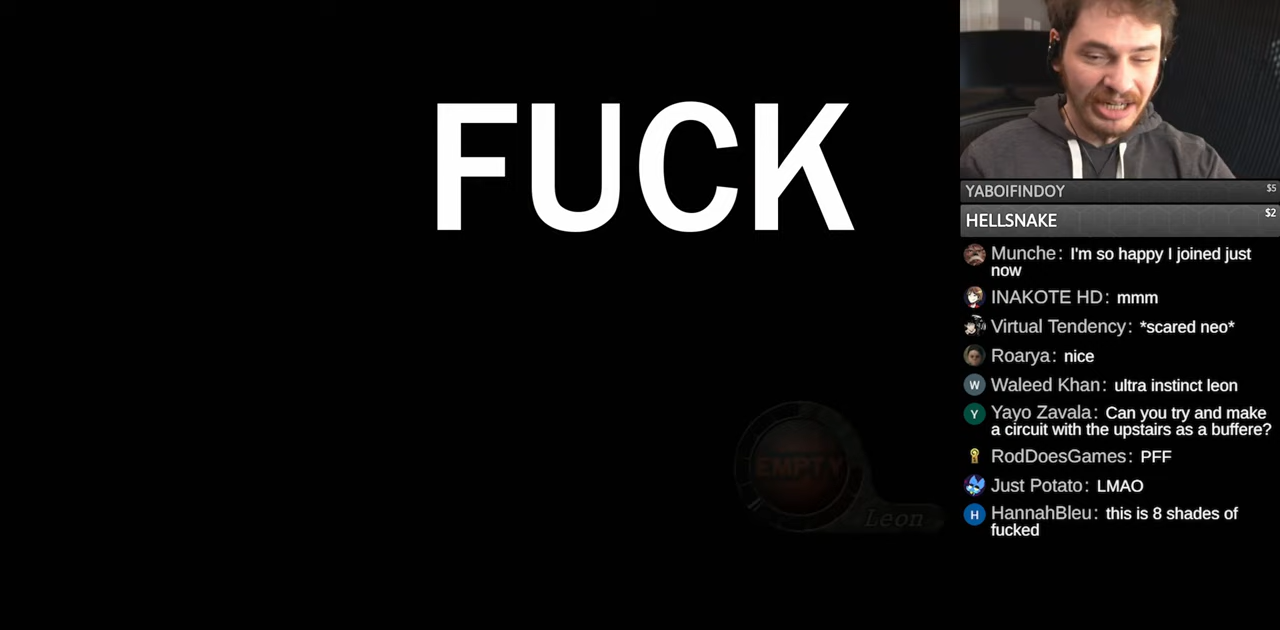 FUCK
EMPTY
Leon
YABOIFINDOY
$5
HELLSNAKE
$2
Munche: I'm so happy I joined just
now
INAKOTE HD: mmm
Virtual Tendency: *scared neo*
Roarya: nice
W Waleed Khan: ultra instinct leon
Y Yayo Zavala: Can you try and make
a circuit with the upstairs as a buffere?
RodDoesGames: PFF
Just Potato: LMAO
H HannahBleu: this is 8 shades of
fucked